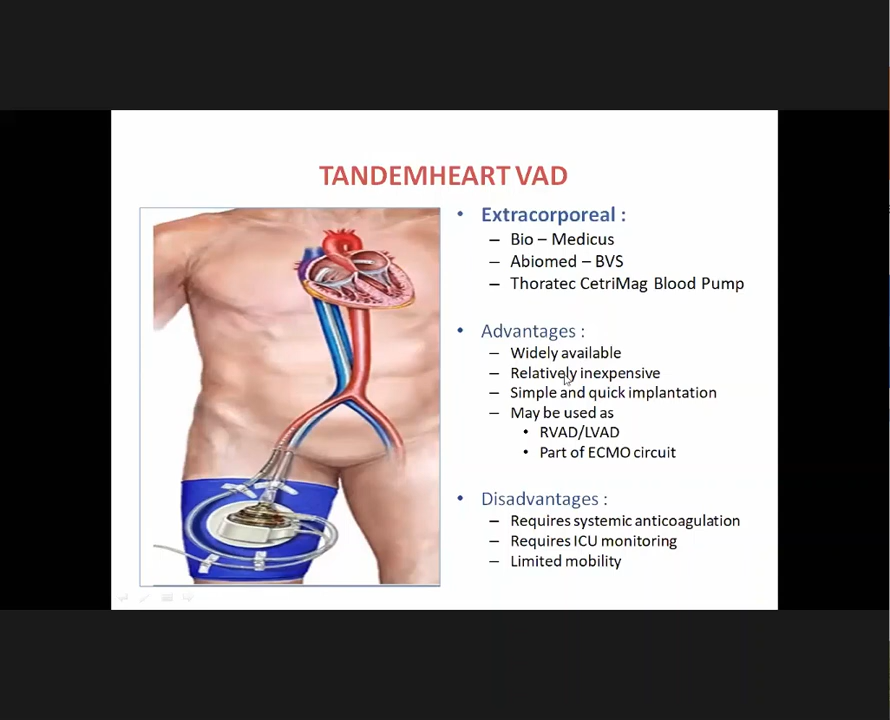 TANDEMHEART VAD
• Extracorporeal :
– Bio – Medicus
– Abiomed – BVS
– Thoratec CetriMag Blood Pump
• Advantages :
– Widely available
– Relatively inexpensive
– Simple and quick implantation
– May be used as
• RVAD/LVAD
• Part of ECMO circuit
• Disadvantages :
– Requires systemic anticoagulation
– Requires ICU monitoring
– Limited mobility